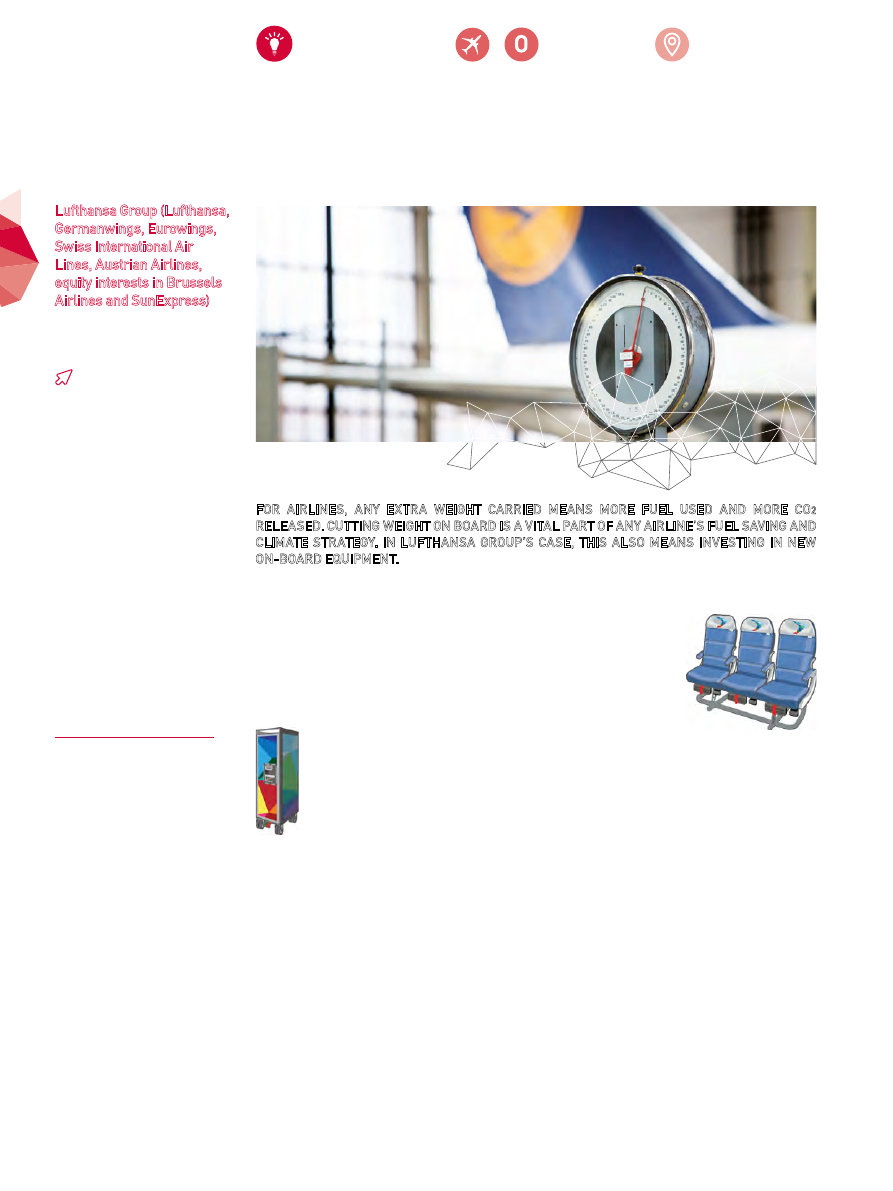 0
Lufthansa Group (Lufthansa,
Germanwings, Eurowings,
Swiss International Air
Lines, Austrian Airlines,
equity interests in Brussels
Airlines and SunExpress)
FOR AIRLINES, ANY EXTRA WEIGHT CARRIED MEANS MORE FUEL USED AND MORE CO₂
RELEASED. CUTTING WEIGHT ON BOARD IS A VITAL PART OF ANY AIRLINE'S FUEL SAVING AND
CLIMATE STRATEGY. IN LUFTHANSA GROUP'S CASE, THIS ALSO MEANS INVESTING IN NEW
ON-BOARD EQUIPMENT.